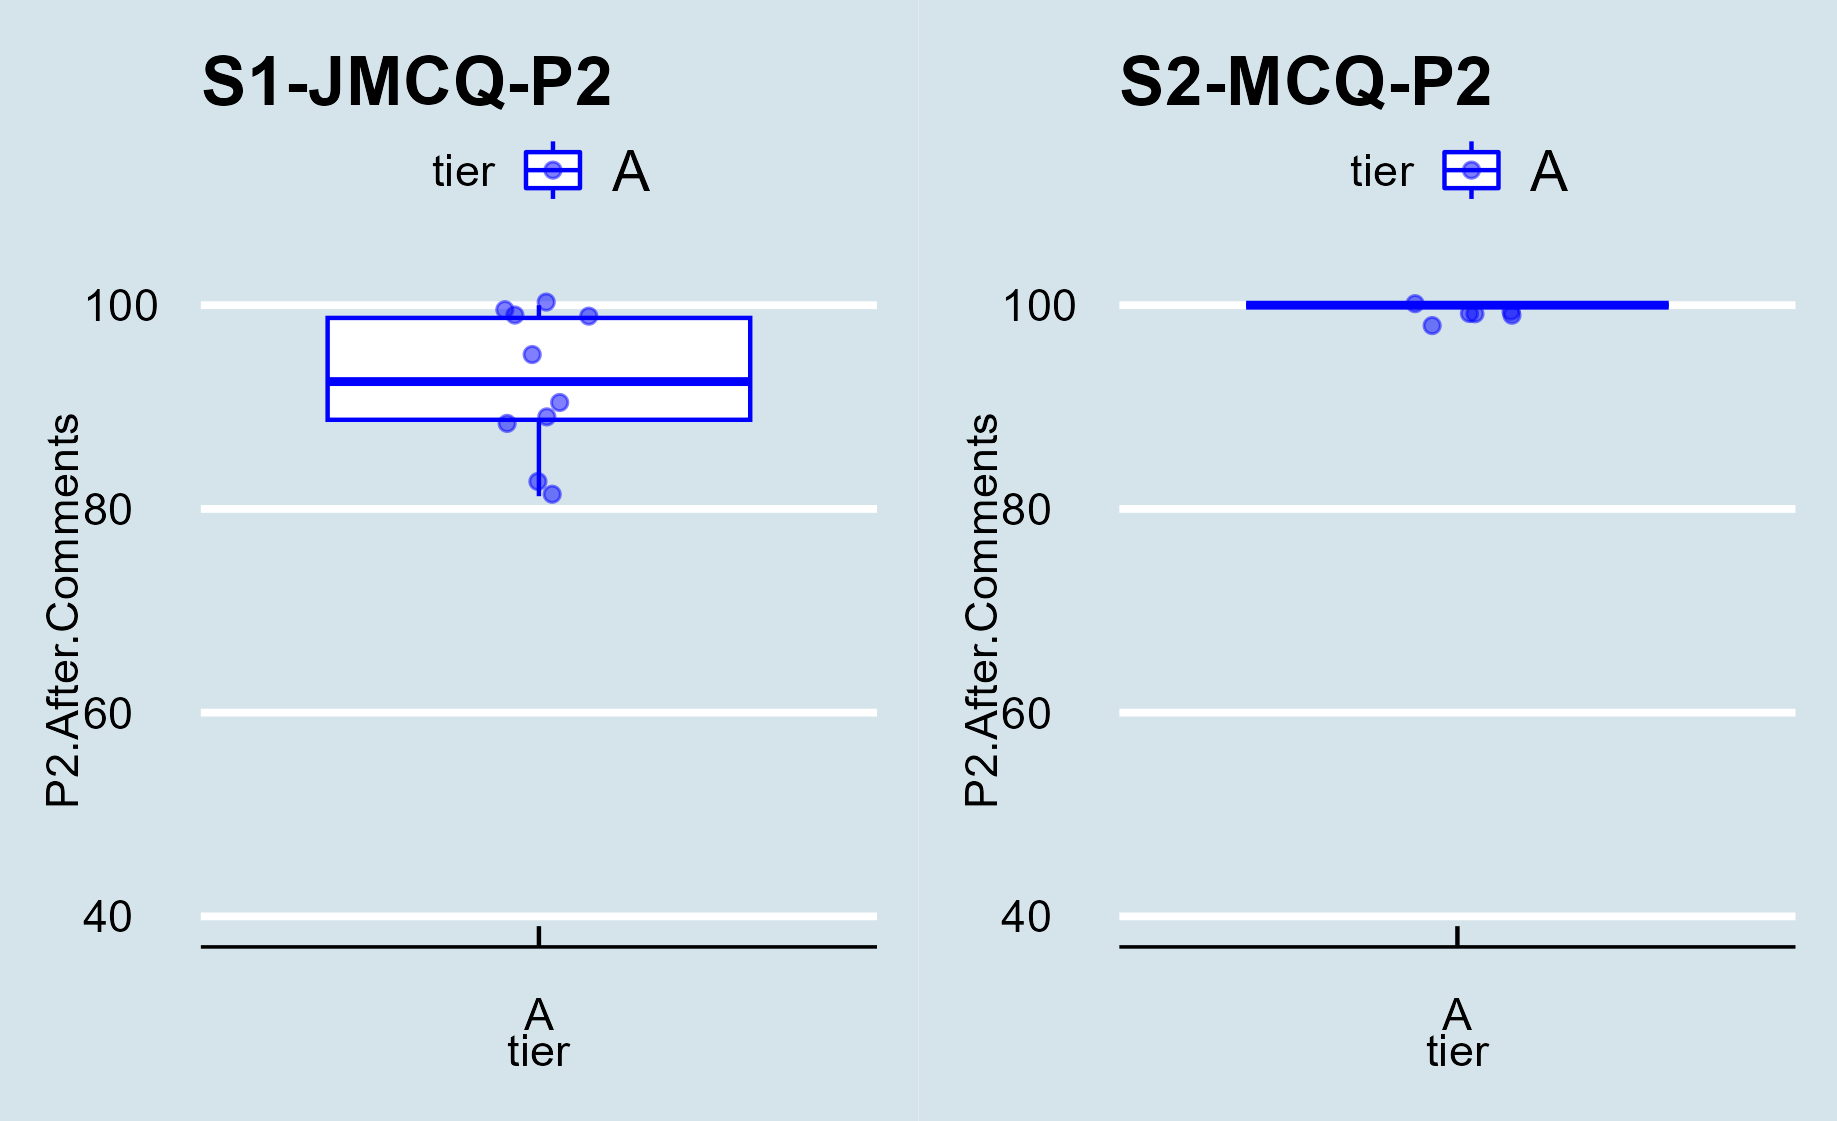 S1-JMCQ-P2
tier A
100
80
60
40
P2.After.Comments
A
tier
S2-MCQ-P2
tier A
100
80
60
40
P2.After.Comments
A
tier